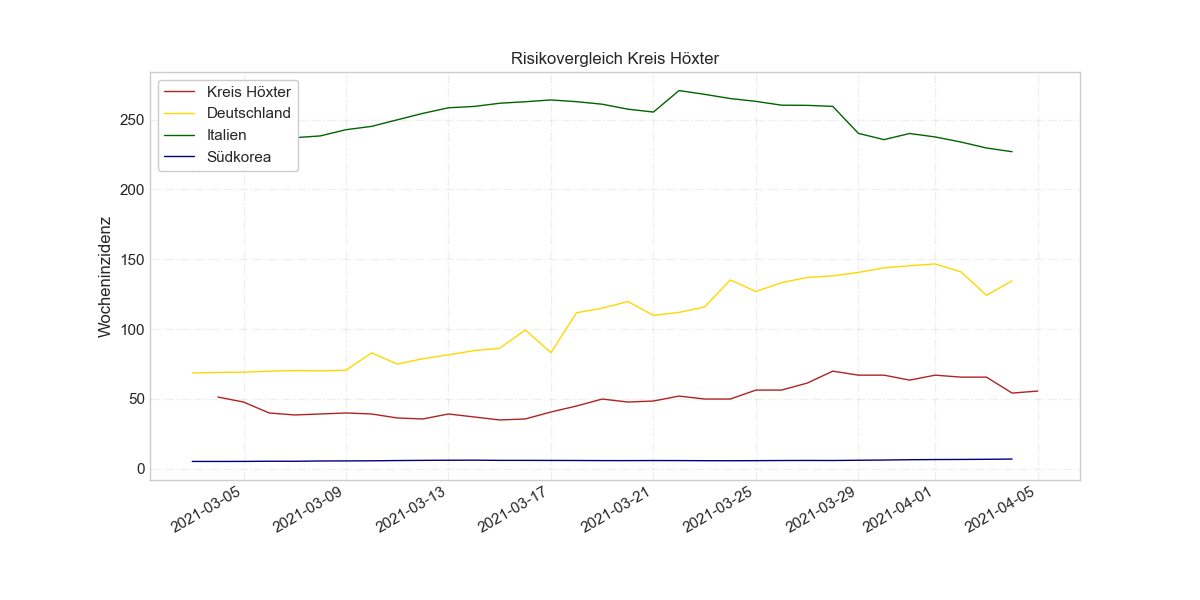 Risikovergleich Kreis Höxter
Kreis Höxter
Deutschland
Italien
Südkorea
Wocheninzidenz
250
200
150
100
50
0
2021-03-05
2021-03-09
2021-03-13
2021-03-17
2021-03-21
2021-03-25
2021-03-29
2021-04-01
2021-04-05